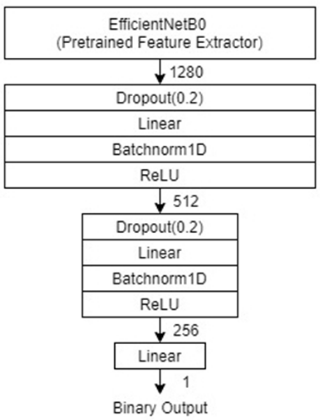 EfficientNetB0
(Pretrained Feature Extractor)
1280
Dropout(0.2)
Linear
Batchnorm1D
ReLU
512
Dropout(0.2)
Linear
Batchnorm1D
ReLU
256
Linear
1
Binary Output